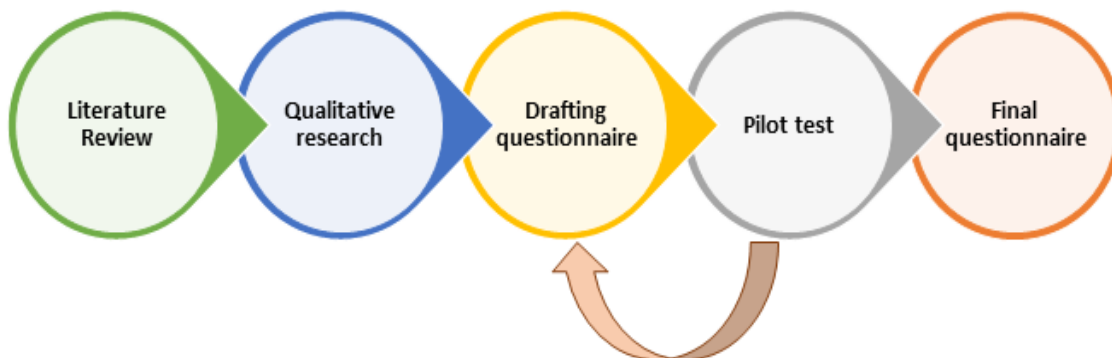 Literature
Review
Qualitative
research
Drafting
questionnaire
Pilot test
Final
questionnaire